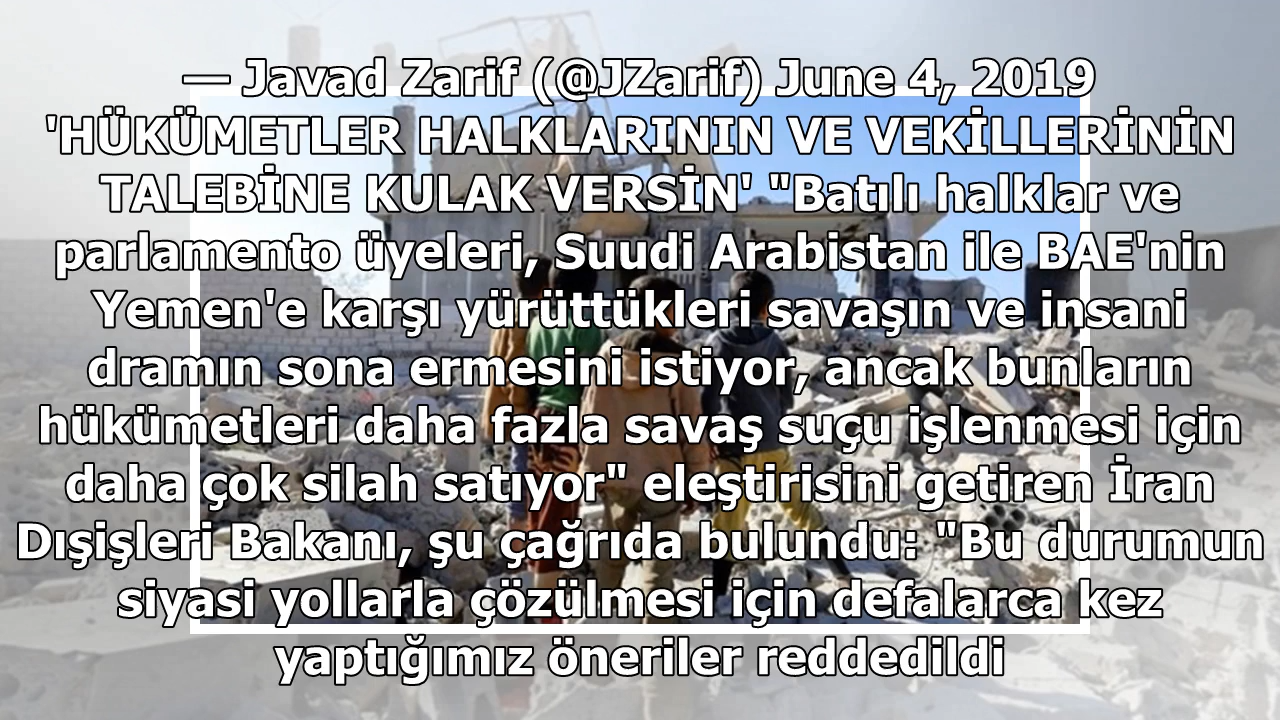 — Javad Zarif (@JZarif) June 4, 2019
'HÜKÜMETLER HALKLARININ VE VEKİLLERİNİN
TALEBİNE KULAK VERSİN' "Batılı halklar ve
parlamento üyeleri, Suudi Arabistan ile BAE'nin
Yemen'e karşı yürüttükleri savaşın ve insani
dramın sona ermesini istiyor, ancak bunların
hükümetleri daha fazla savaş suçu işlenmesi için
daha çok silah satıyor" eleştirisini getiren İran
Dışişleri Bakanı, şu çağrıda bulundu: "Bu durumun
siyasi yollarla çözülmesi için defalarca kez
yaptığımız öneriler reddedildi